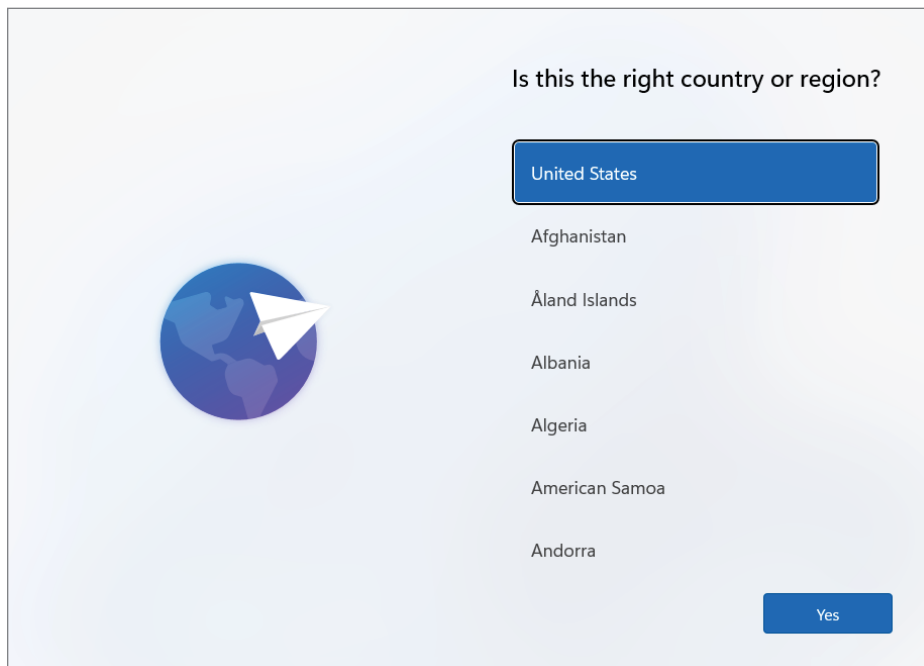 Is this the right country or region?
United States
Afghanistan
Åland Islands
Albania
Algeria
American Samoa
Andorra
Yes